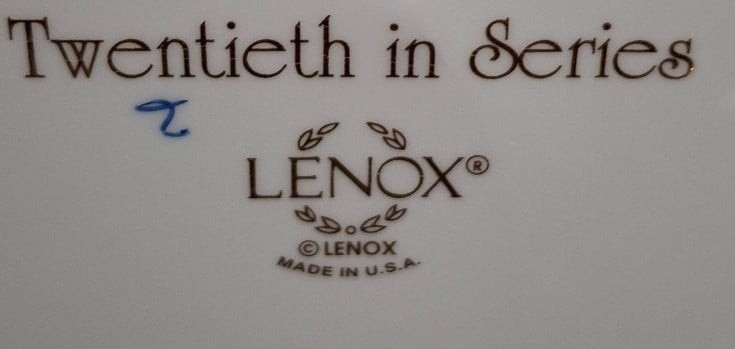 Twentieth in Series
LENOX®
© LENOX
MADE IN U.S.A.